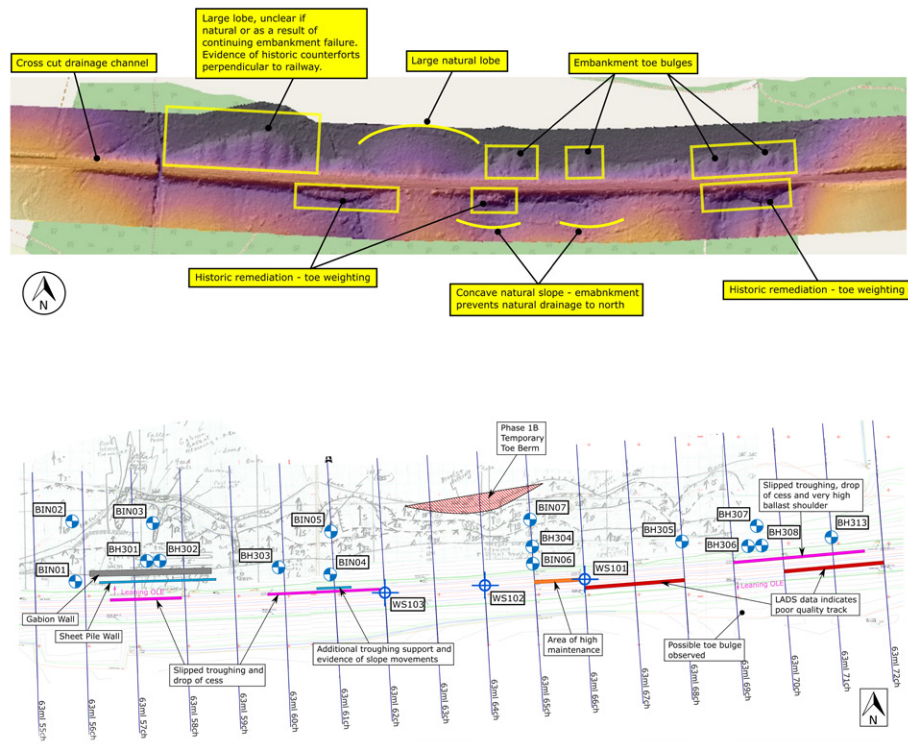 Large lobe, unclear if
natural or as a result of
continuing embankment failure.
Evidence of historic counterforts
perpendicular to railway.
Cross cut drainage channel
Large natural lobe
Embankment toe bulges
Historic remediation - toe weighting
Concave natural slope - emabnkment
prevents natural drainage to north
Historic remediation - toe weighting
N
Phase 1B
Temporary
Toe Berm
Slipped troughing, drop
of cess and very high
ballast shoulder
BIN02
BIN03
BIN05
BIN07
BH307
BH301
BH302
BH303
BH304
BH305
BH306
BH308
BH313
BIN01
BIN04
BIN06
WS101
WS102
WS103
Leaning OLE
Leaning OLE
Gabion Wall
Sheet Pile Wall
Slipped troughing and
drop of cess
Additional troughing support and
evidence of slope movements
Area of high
maintenance
Possible toe bulge
observed
LADS data indicates
poor quality track
63ml 55ch
63ml 56ch
63ml 57ch
63ml 58ch
63ml 59ch
63ml 60ch
63ml 61ch
63ml 62ch
63ml 63ch
63ml 64ch
63ml 65ch
63ml 66ch
63ml 67ch
63ml 68ch
63ml 69ch
63ml 70ch
63ml 71ch
63ml 72ch
N